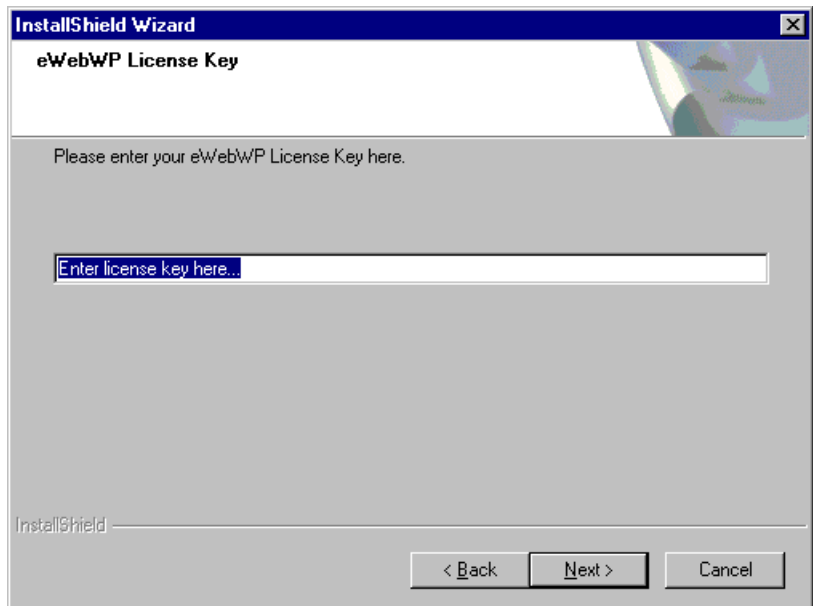 InstallShield Wizard
eWebWP License Key
Please enter your eWebWP License Key here.
Enter license key here...
InstallShield
< Back Next > Cancel